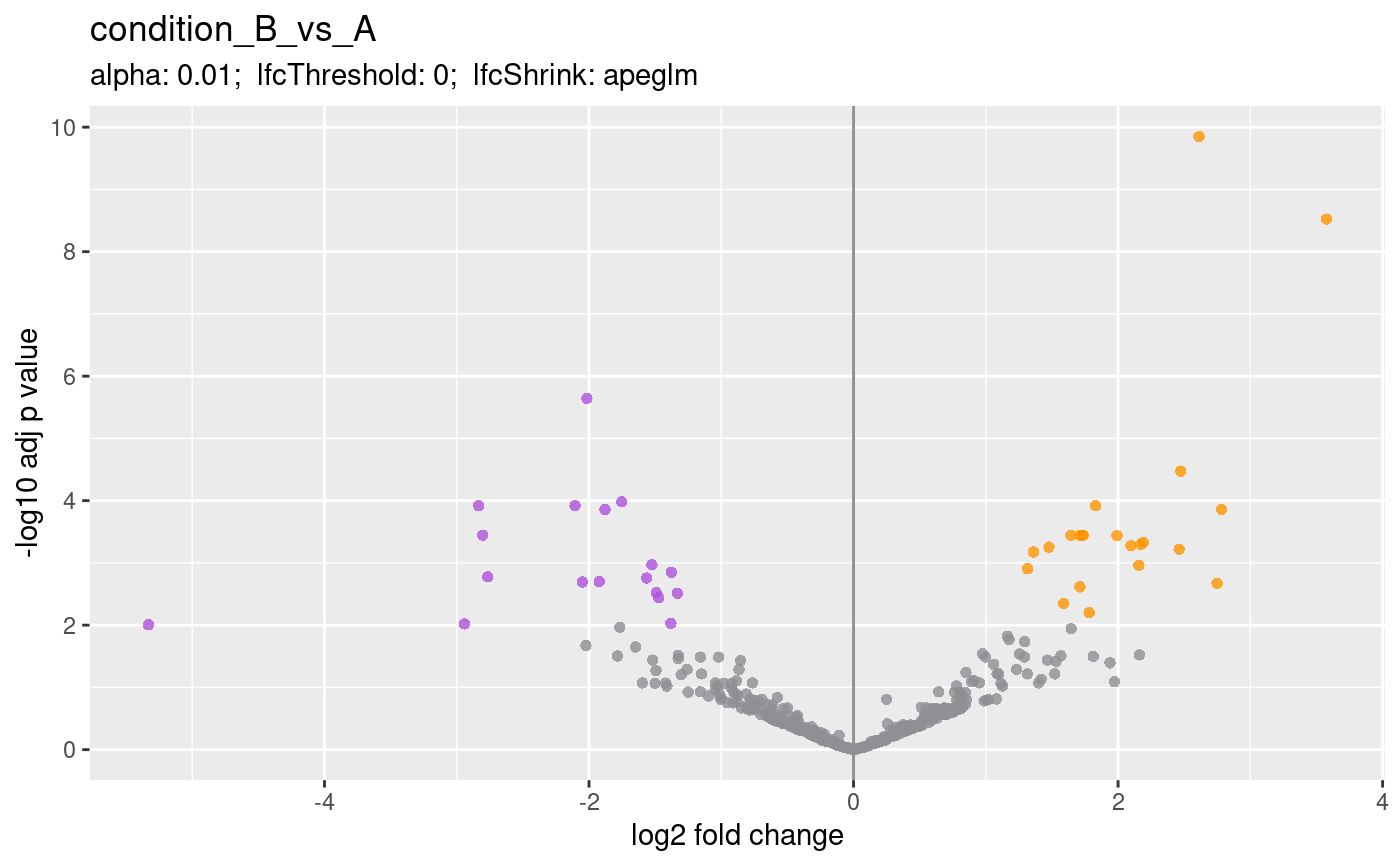 condition_B_vs_A
alpha: 0.01;  lfcThreshold: 0;  lfcShrink: apeglm
10
8
6
4
2
0
-log10 adj p value
-4
-2
0
2
4
log2 fold change